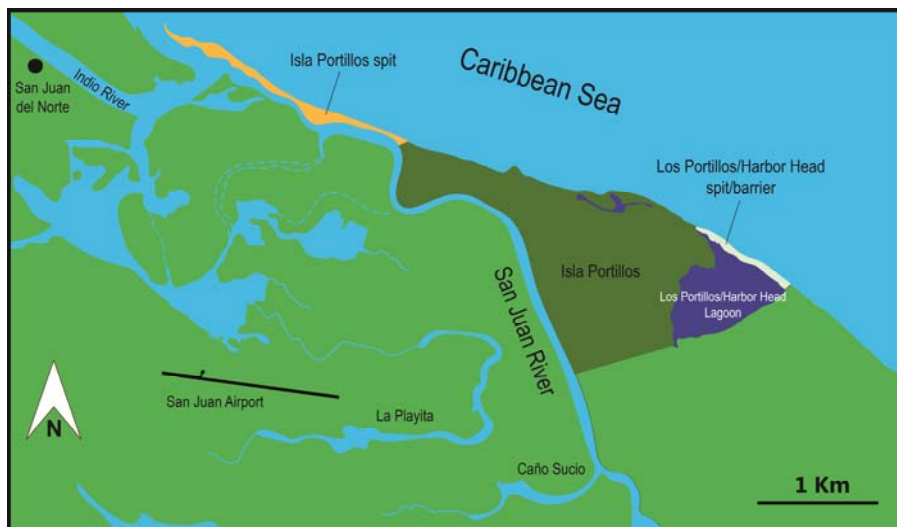 San Juan
del Norte
Indio River
Isla Portillos spit
Caribbean Sea
Los Portillos/Harbor Head
spit/barrier
Isla Portillos
Los Portillos/Harbor Head
Lagoon
San Juan River
San Juan Airport
La Playita
Caño Sucio
N
1 Km